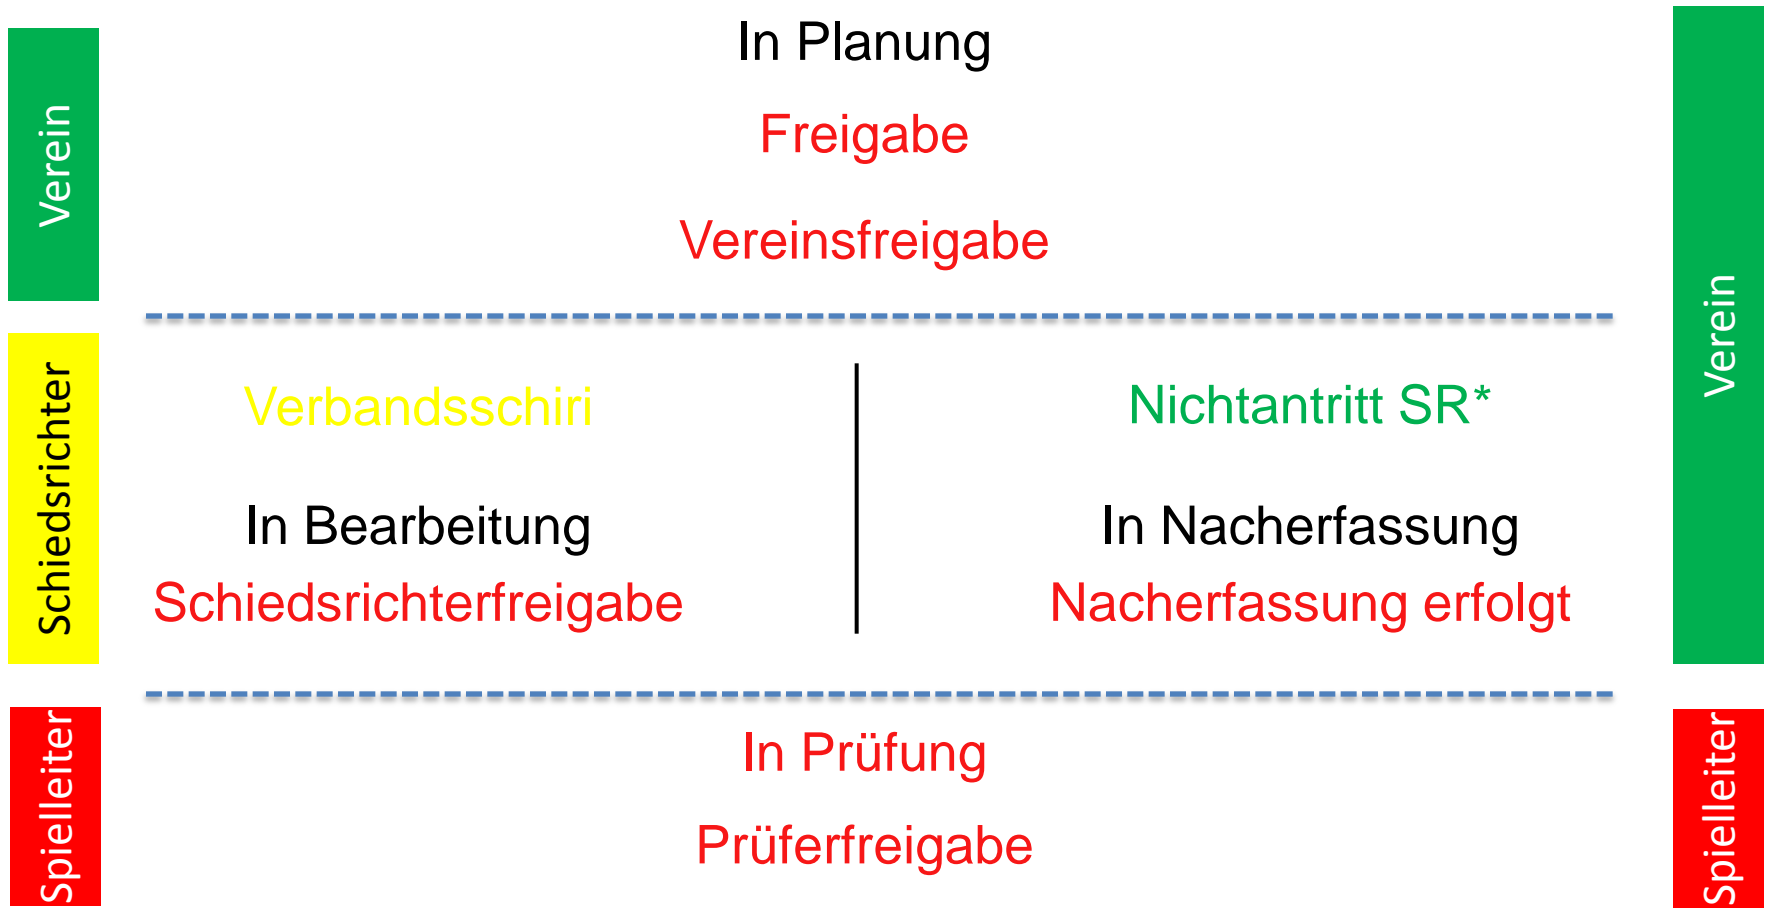 In Planung
Verein
Freigabe
Vereinsfreigabe
Verein
Schiedsrichter
Verbandsschiri
Nichtantritt SR*
In Bearbeitung
In Nacherfassung
Schiedsrichterfreigabe
Nacherfassung erfolgt
Spielleiter
In Prüfung
Prüferfreigabe
Spielleiter